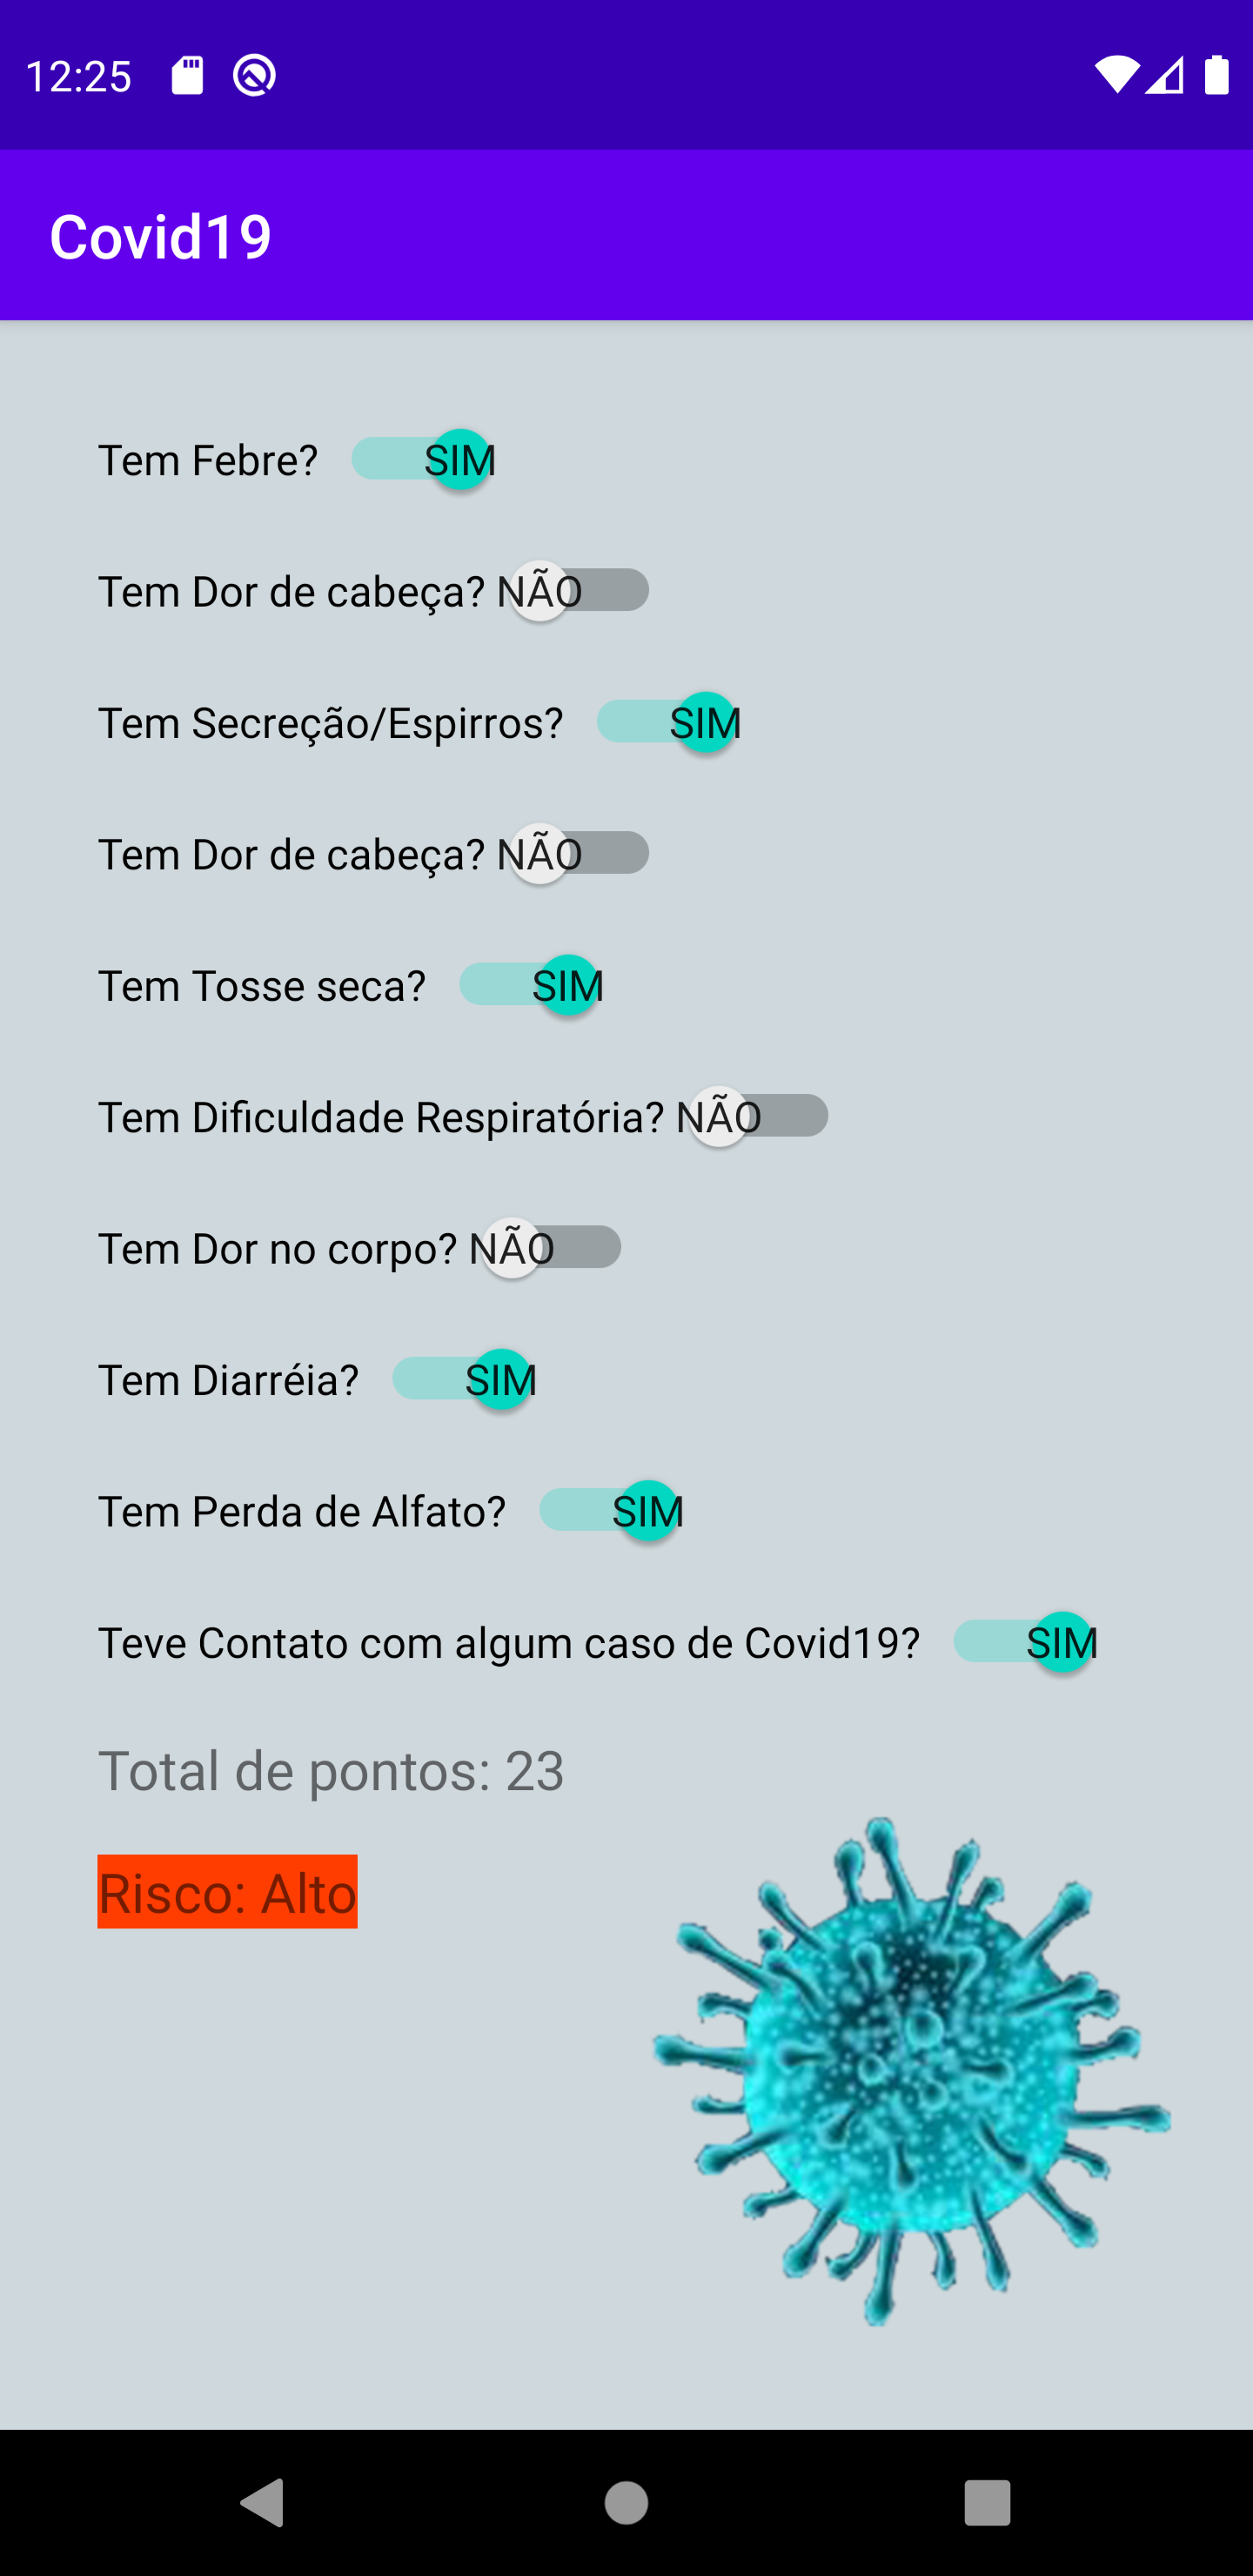 12:25
Covid19
Tem Febre? SIM
Tem Dor de cabeça? NÃO
Tem Secreção/Espirros? SIM
Tem Dor de cabeça? NÃO
Tem Tosse seca? SIM
Tem Dificuldade Respiratória? NÃO
Tem Dor no corpo? NÃO
Tem Diarréia? SIM
Tem Perda de Alfato? SIM
Teve Contato com algum caso de Covid19? SIM
Total de pontos: 23
Risco: Alto